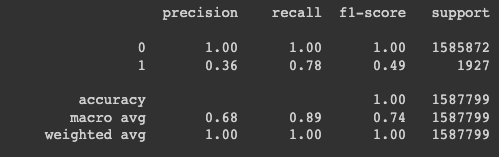 precision recall f1-score support
0 1.00 1.00 1.00 1585872
1 0.36 0.78 0.49 1927
accuracy 1.00 1587799
macro avg 0.68 0.89 0.74 1587799
weighted avg 1.00 1.00 1.00 1587799